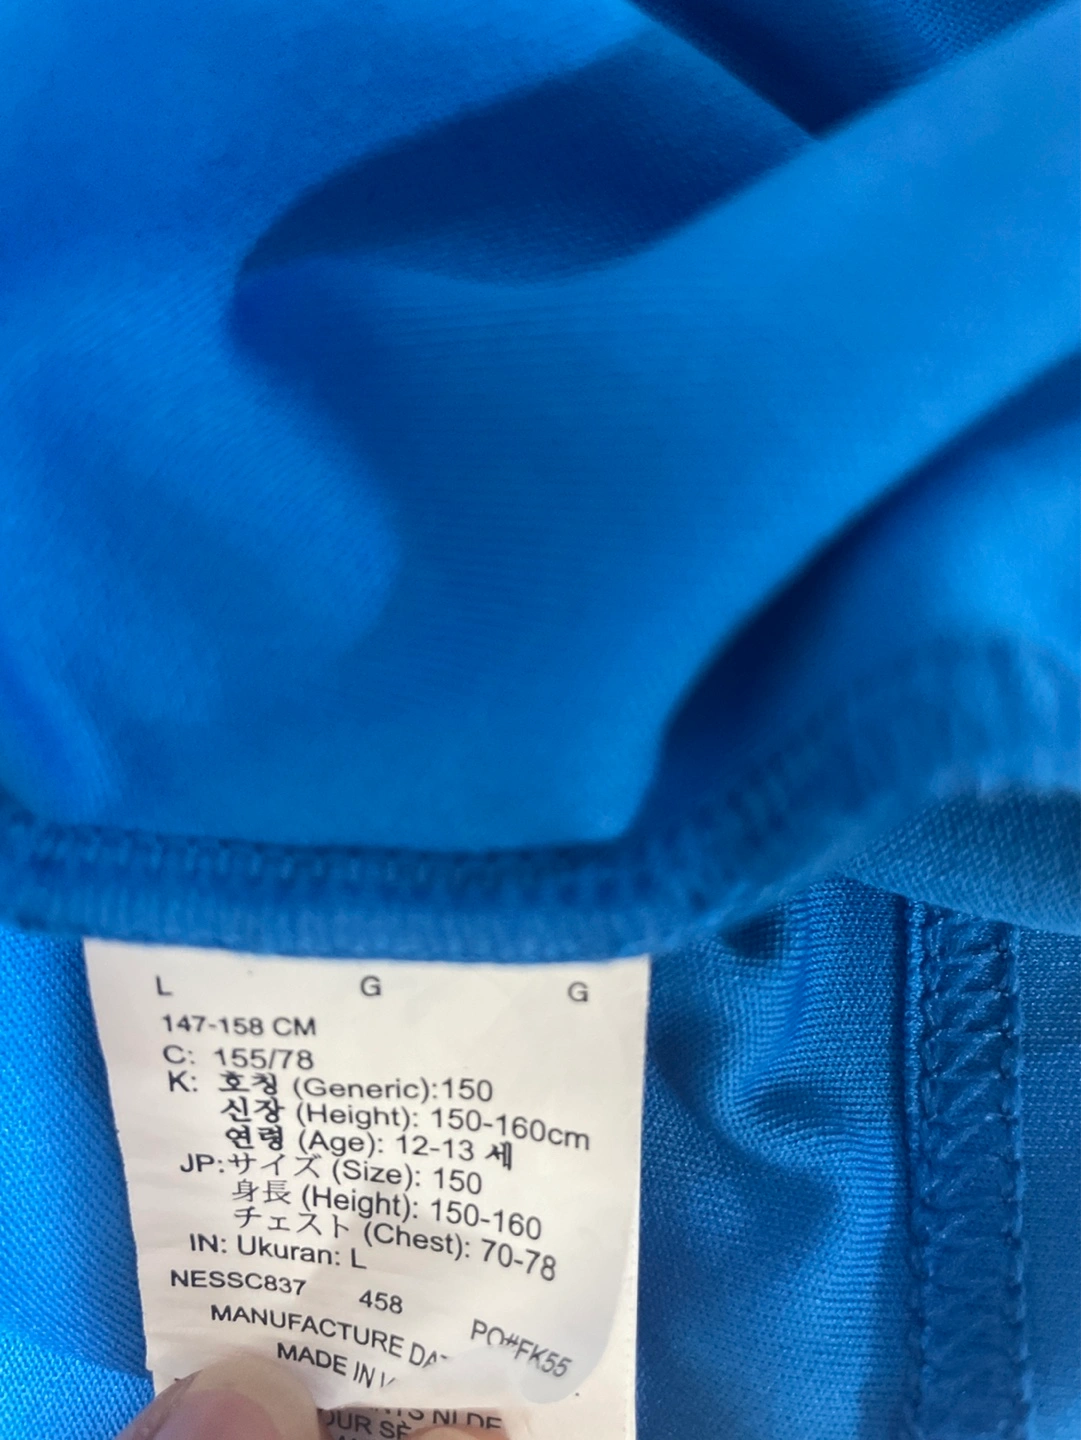 L G G
147-158 CM
C: 155/78
K: 호칭 (Generic):150
신장 (Height): 150-160cm
연령 (Age): 12-13 세
JP:サイズ (Size): 150
身長 (Height): 150-160
チェスト (Chest): 70-78
IN: Ukuran: L
NESSC837 458 PO#FK55
MANUFACTURE
MADE IN
NI DE